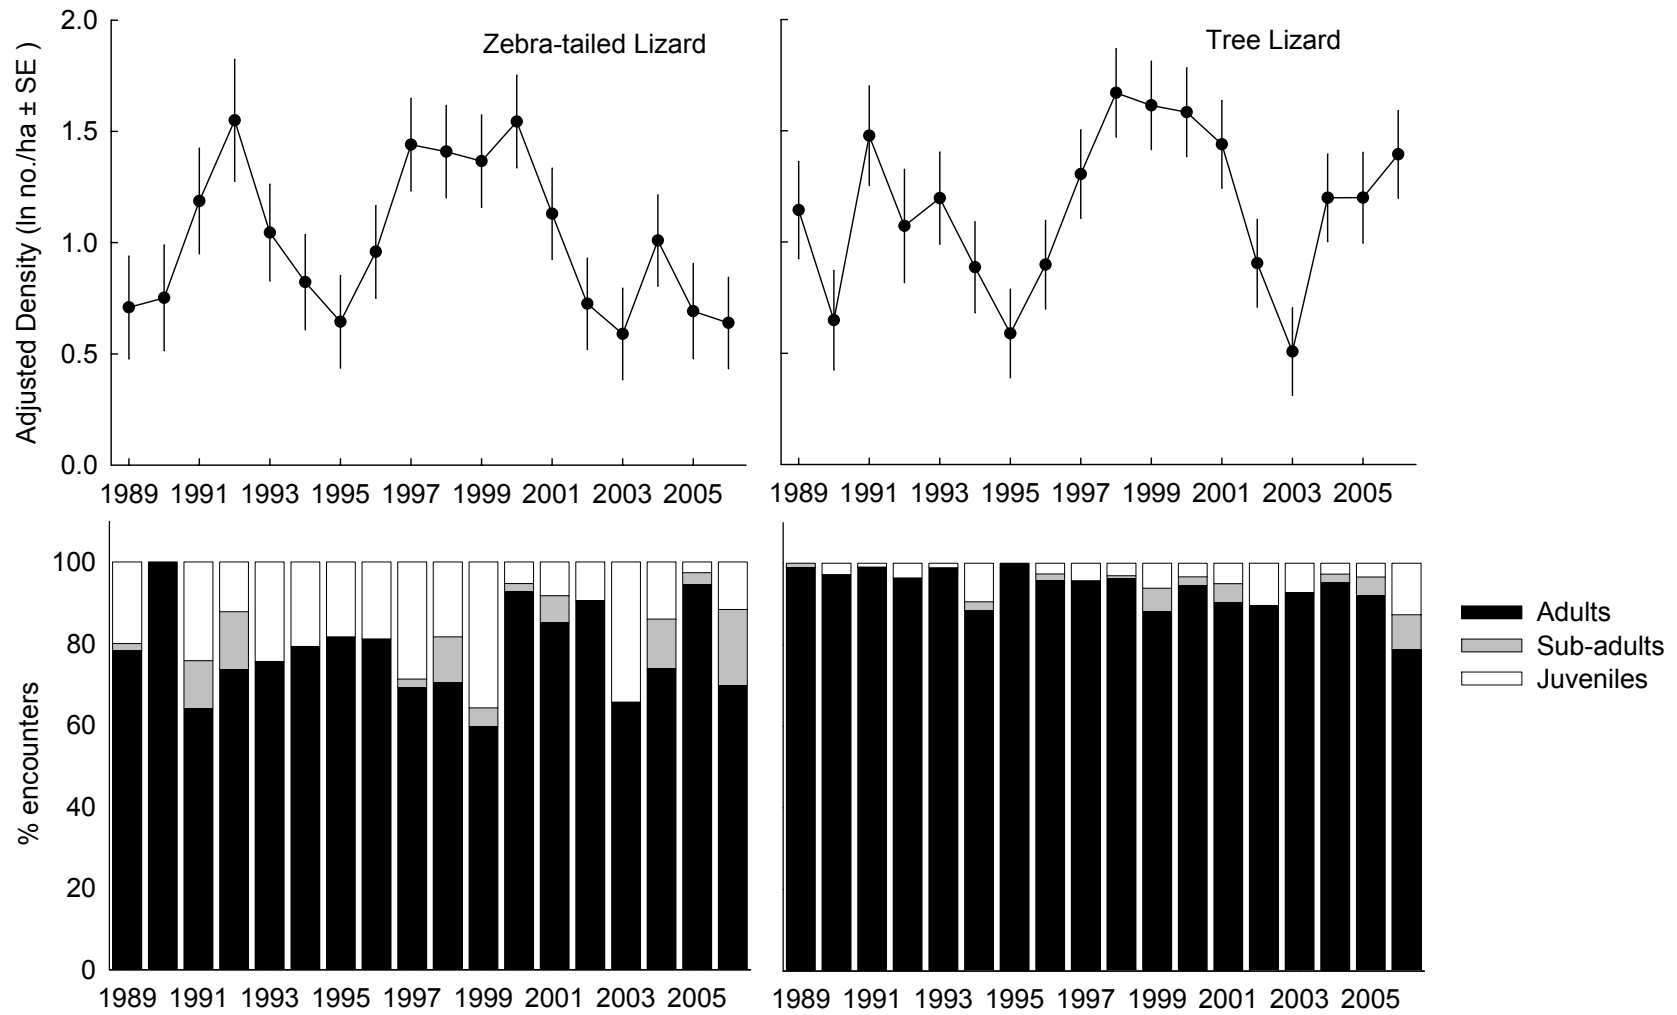 Adjusted Density (ln no./ha ± SE )
2.0
1.5
1.0
0.5
0.0
Zebra-tailed Lizard
1989 1991 1993 1995 1997 1999 2001 2003 2005
Tree Lizard
1989 1991 1993 1995 1997 1999 2001 2003 2005
% encounters
100
80
60
40
20
0
1989 1991 1993 1995 1997 1999 2001 2003 2005
1989 1991 1993 1995 1997 1999 2001 2003 2005
Adults
Sub-adults
Juveniles